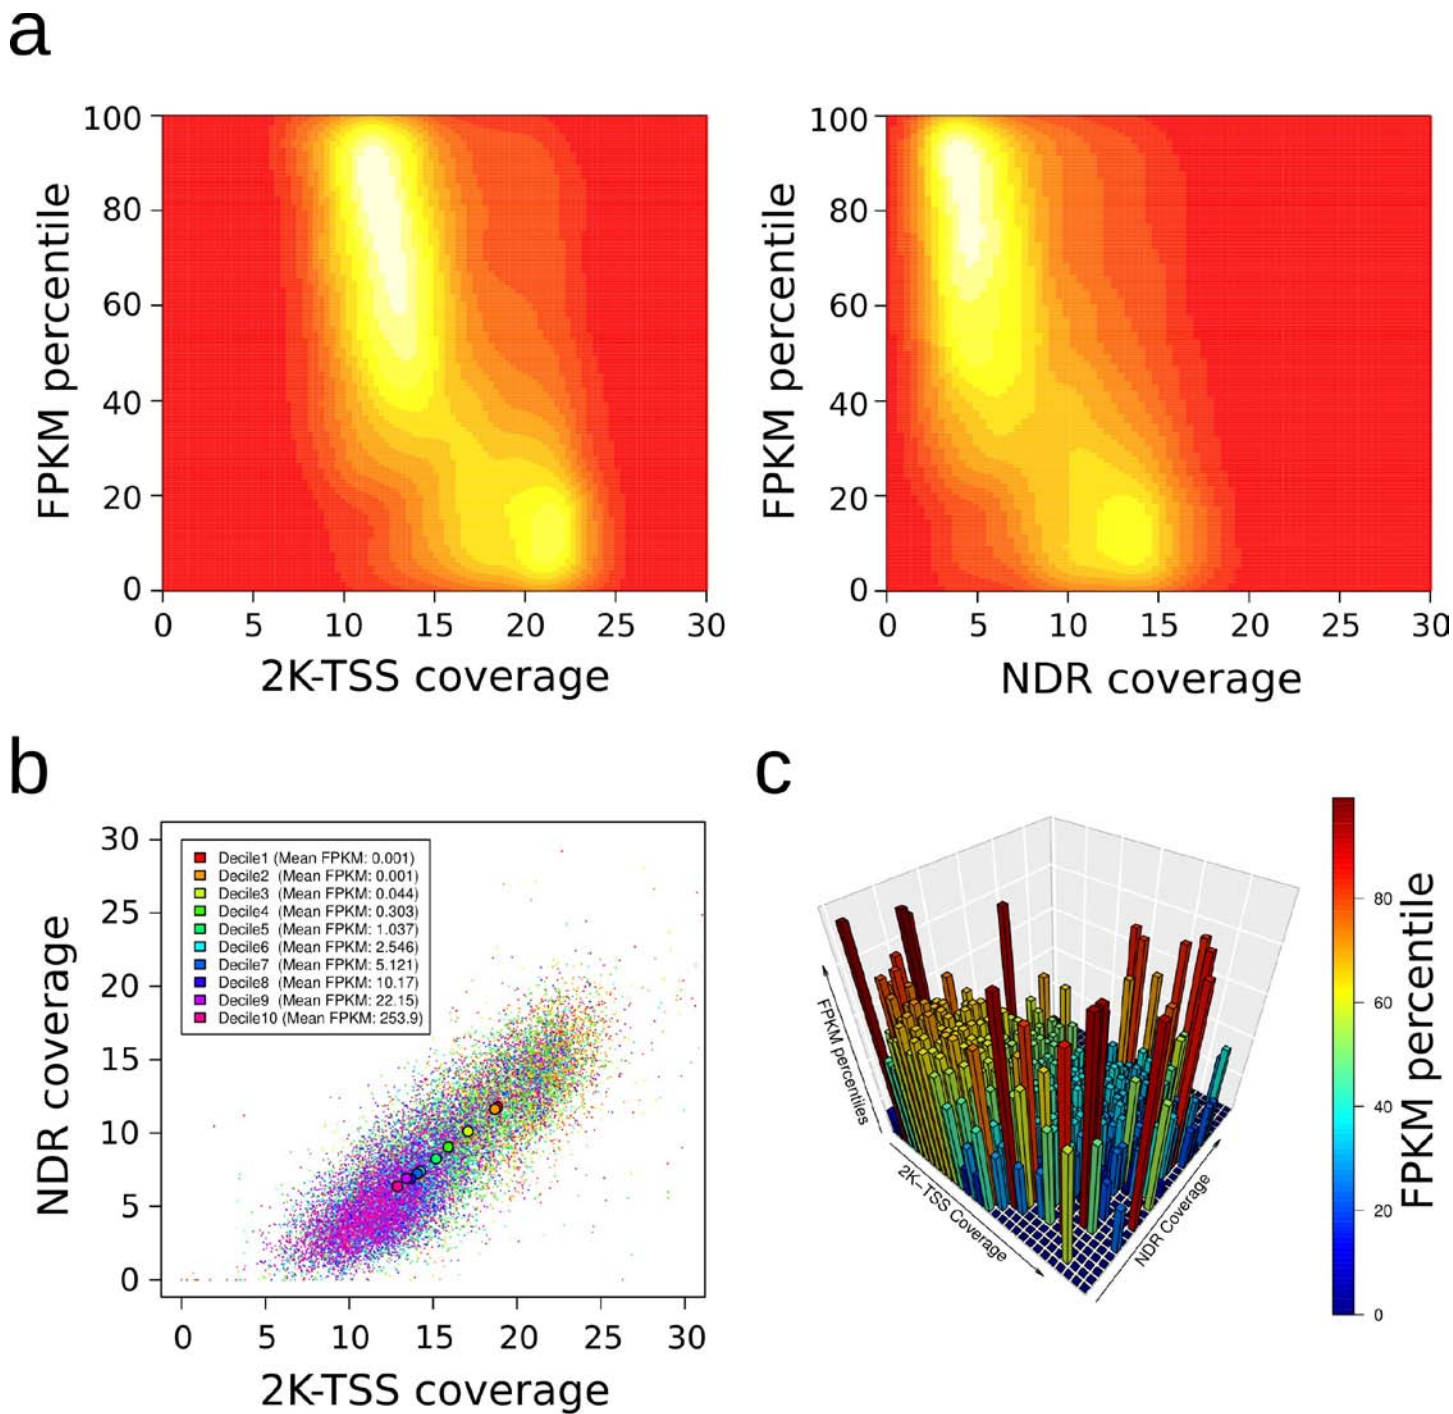 a
100
80
60
40
20
0
FPKM percentile
0 5 10 15 20 25 30
2K-TSS coverage
100
80
60
40
20
0
FPKM percentile
0 5 10 15 20 25 30
NDR coverage
b
30
25
20
15
10
5
0
NDR coverage
Decile1 (Mean FPKM: 0.001)
Decile2 (Mean FPKM: 0.001)
Decile3 (Mean FPKM: 0.044)
Decile4 (Mean FPKM: 0.303)
Decile5 (Mean FPKM: 1.037)
Decile6 (Mean FPKM: 2.546)
Decile7 (Mean FPKM: 5.121)
Decile8 (Mean FPKM: 10.17)
Decile9 (Mean FPKM: 22.15)
Decile10 (Mean FPKM: 253.9)
0 5 10 15 20 25 30
2K-TSS coverage
c
FPKM percentiles
2K-TSS Coverage
NDR Coverage
80
60
40
20
0
FPKM percentile